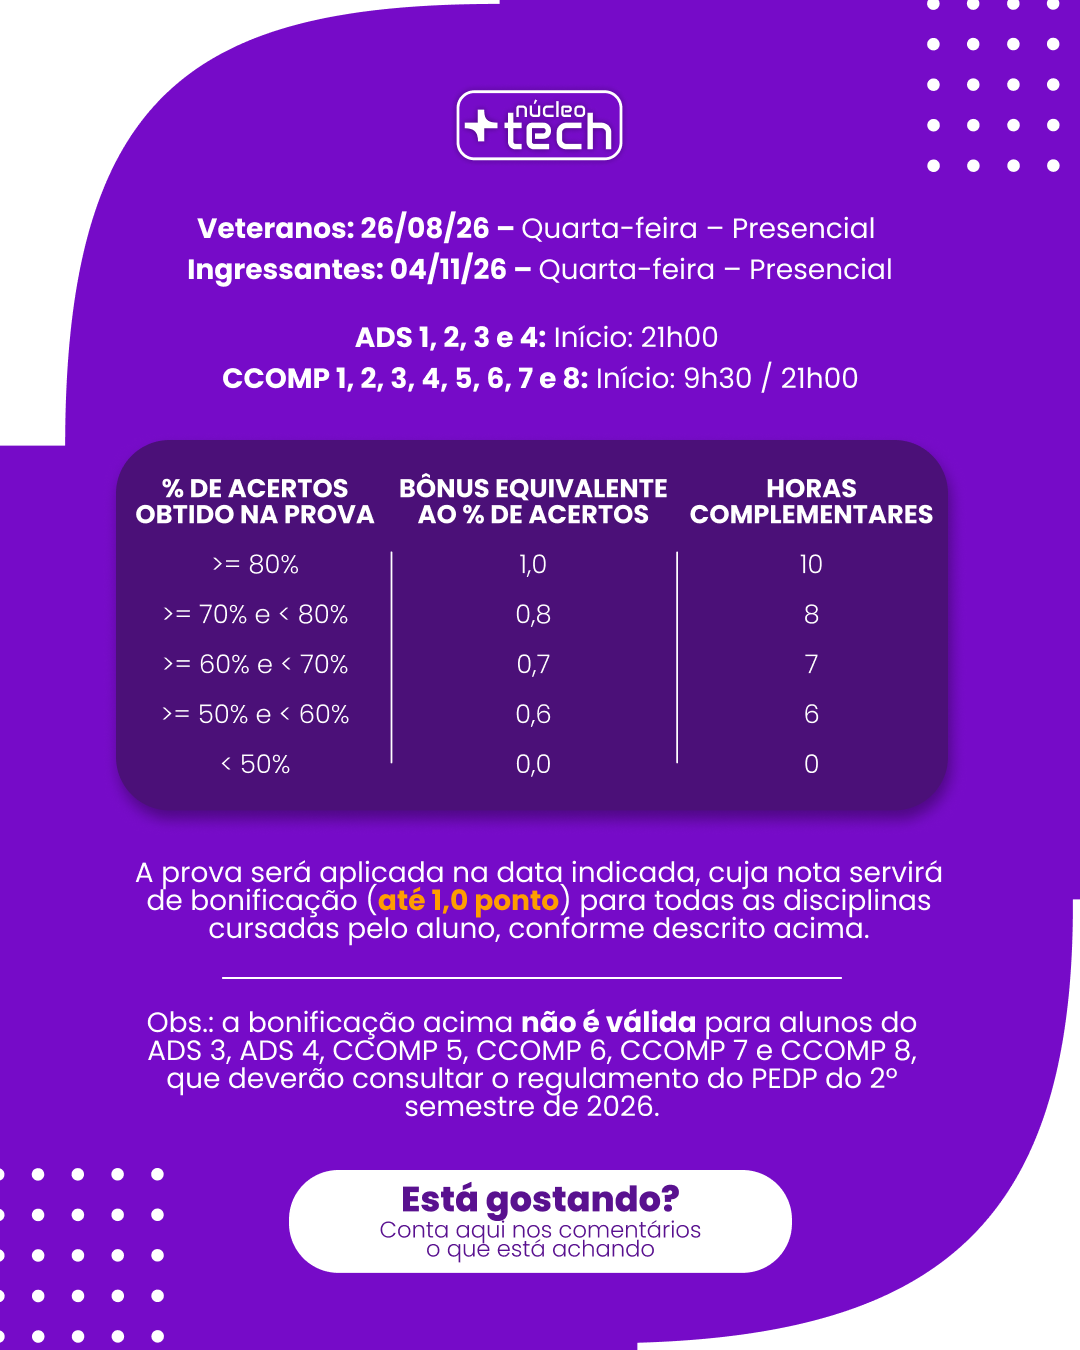 núcleo
+tech
Veteranos: 26/08/26 – Quarta-feira – Presencial
Ingressantes: 04/11/26 – Quarta-feira – Presencial
ADS 1, 2, 3 e 4: Início: 21h00
CCOMP 1, 2, 3, 4, 5, 6, 7 e 8: Início: 9h30 / 21h00
% DE ACERTOS OBTIDO NA PROVA
BÔNUS EQUIVALENTE AO % DE ACERTOS
HORAS COMPLEMENTARES
>= 80% 1,0 10
>= 70% e < 80% 0,8 8
>= 60% e < 70% 0,7 7
>= 50% e < 60% 0,6 6
< 50% 0,0 0
A prova será aplicada na data indicada, cuja nota servirá
de bonificação (até 1,0 ponto) para todas as disciplinas
cursadas pelo aluno, conforme descrito acima.
Obs.: a bonificação acima não é válida para alunos do
ADS 3, ADS 4, CCOMP 5, CCOMP 6, CCOMP 7 e CCOMP 8,
que deverão consultar o regulamento do PEDP do 2º
semestre de 2026.
Está gostando?
Conta aqui nos comentários
o que está achando